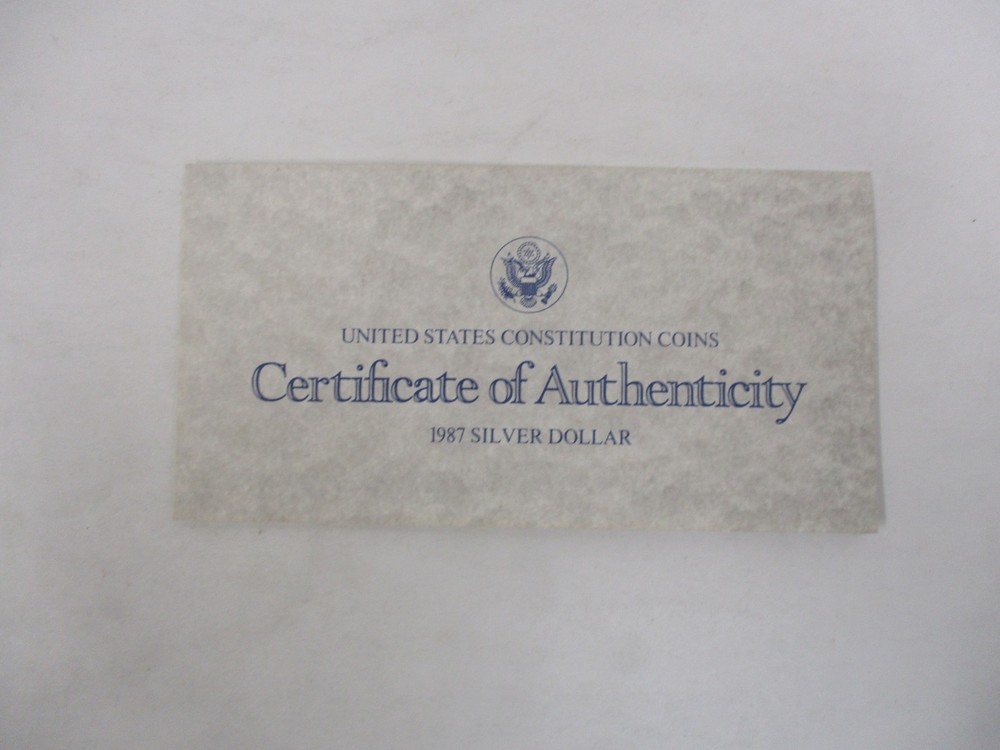 UNITED STATES CONSTITUTION COINS
Certificate of Authenticity
1987 SILVER DOLLAR